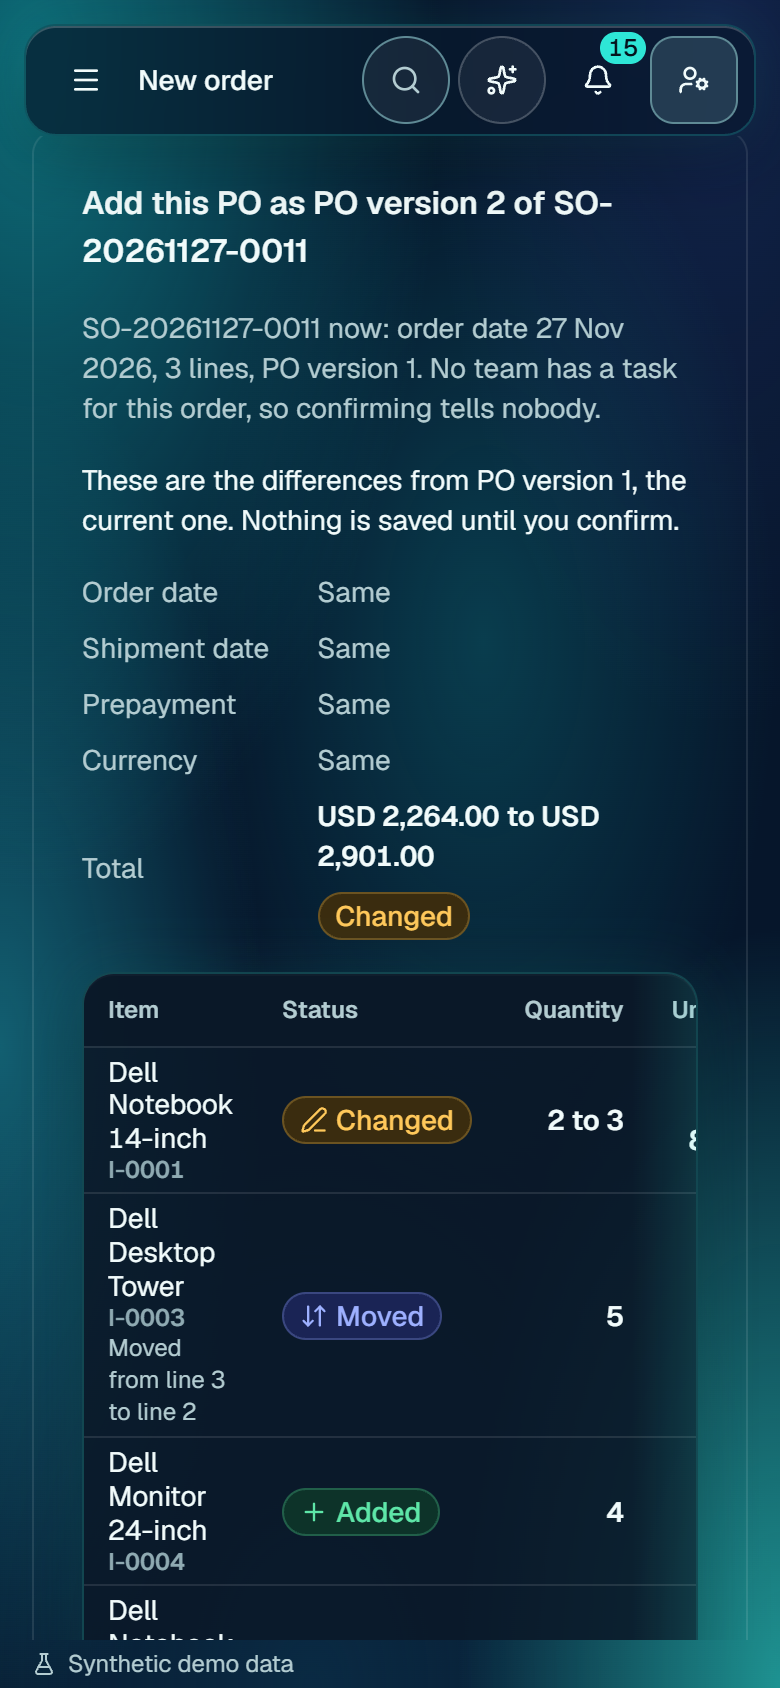 New order
15
Add this PO as PO version 2 of SO-
20261127-0011
SO-20261127-0011 now: order date 27 Nov
2026, 3 lines, PO version 1. No team has a task
for this order, so confirming tells nobody.
These are the differences from PO version 1, the
current one. Nothing is saved until you confirm.
Order date Same
Shipment date Same
Prepayment Same
Currency Same
Total USD 2,264.00 to USD
2,901.00
Changed
Item Status Quantity
Dell
Notebook
14-inch
I-0001
Changed 2 to 3
Dell
Desktop
Tower
I-0003
Moved
from line 3
to line 2
Moved 5
Dell
Monitor
24-inch
I-0004
Added 4
Dell
Synthetic demo data